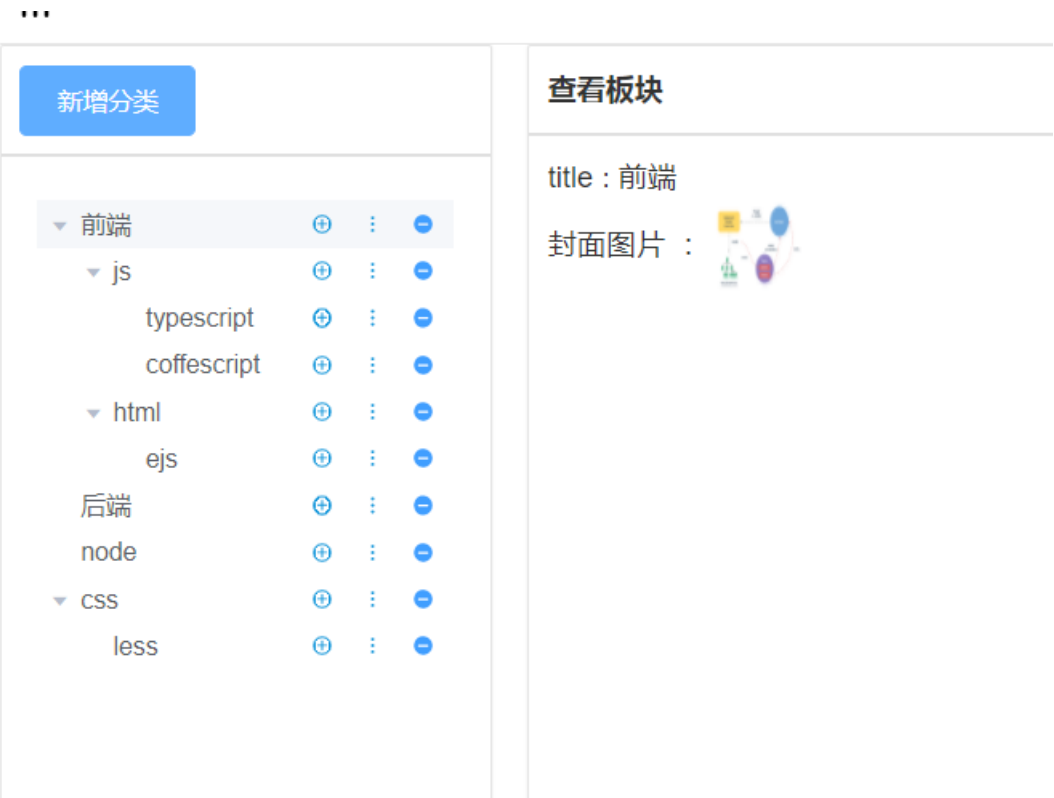 新增分类
前端
js
typescript
coffescript
html
ejs
后端
node
css
less
查看板块
title : 前端
封面图片 ：